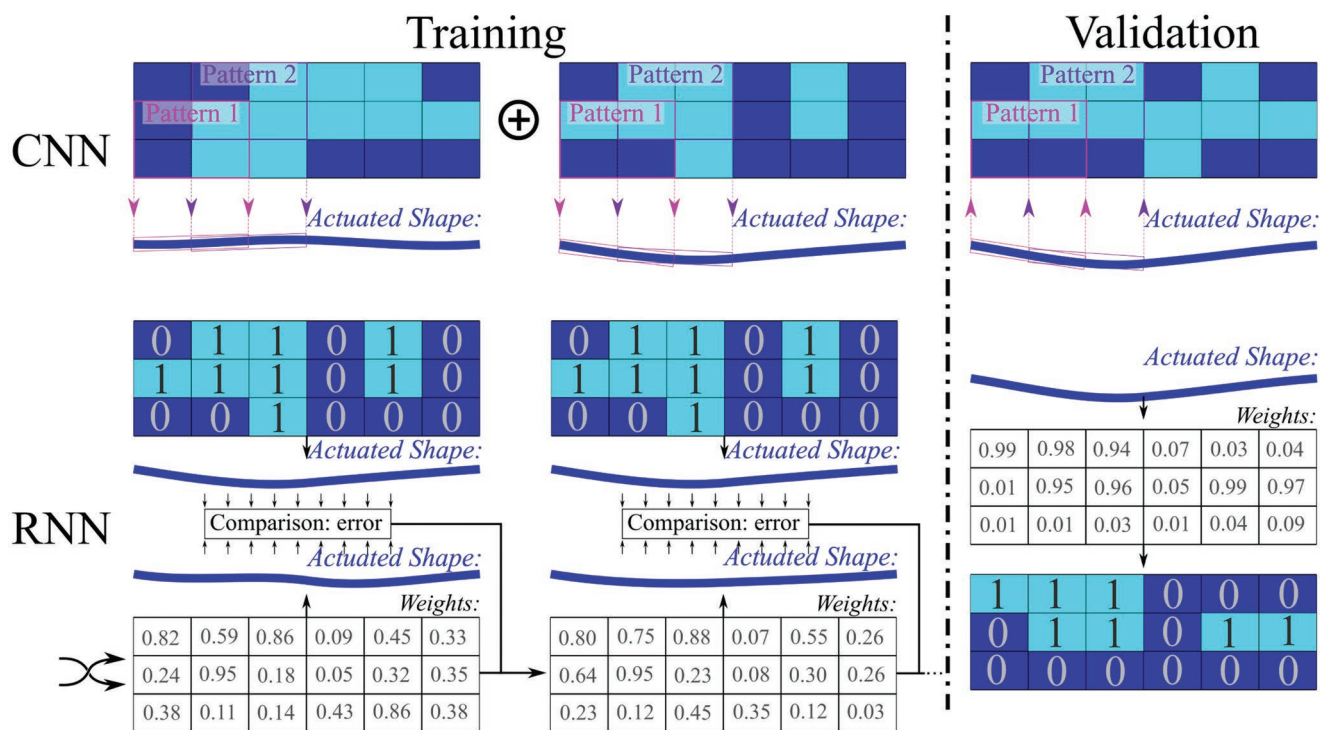 Training
Validation
CNN
Pattern 2
Pattern 1
Actuated Shape:
Pattern 2
Pattern 1
Actuated Shape:
Pattern 2
Pattern 1
Actuated Shape:
RNN
0 1 1 0 1 0
1 1 1 0 1 0
0 0 1 0 0 0
Actuated Shape:
Comparison: error
Actuated Shape:
Weights:
0.82 0.59 0.86 0.09 0.45 0.33
0.24 0.95 0.18 0.05 0.32 0.35
0.38 0.11 0.14 0.43 0.86 0.38
0 1 1 0 1 0
1 1 1 0 1 0
0 0 1 0 0 0
Actuated Shape:
Comparison: error
Actuated Shape:
Weights:
0.80 0.75 0.88 0.07 0.55 0.26
0.64 0.95 0.23 0.08 0.30 0.26
0.23 0.12 0.45 0.35 0.12 0.03
Actuated Shape:
Weights:
0.99 0.98 0.94 0.07 0.03 0.04
0.01 0.95 0.96 0.05 0.99 0.97
0.01 0.01 0.03 0.01 0.04 0.09
1 1 1 0 0 0
0 1 1 0 1 1
0 0 0 0 0 0